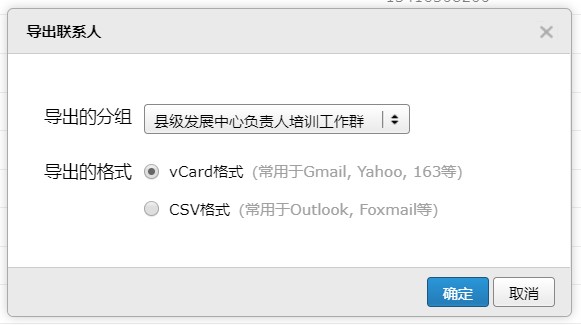 导出联系人
导出的分组 县级发展中心负责人培训工作群
导出的格式 vCard格式 (常用于Gmail, Yahoo, 163等)
CSV格式 (常用于Outlook, Foxmail等)
确定 取消